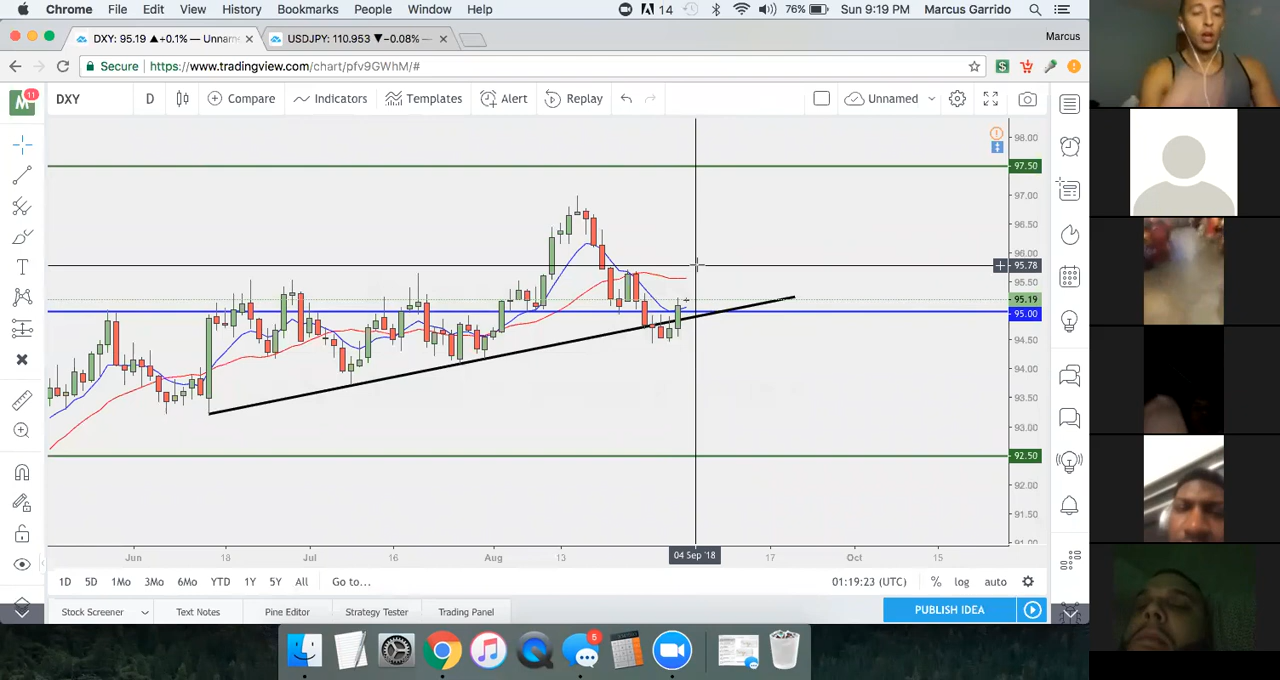 Chrome File Edit View History Bookmarks People Window Help 14 76% Sun 9:19 PM Marcus Garrido
DXY: 95.19 ▲+0.1% — Unnam USDJPY: 110.953 ▼-0.08% - Marcus
Secure https://www.tradingview.com/chart/pfv9GWhM/#
M 11 DXY D Compare Indicators Templates Alert Replay Unnamed
98.00
97.50
97.00
96.50
96.00
95.78
95.50
95.19
95.00
94.50
94.00
93.50
93.00
92.50
92.00
91.50
91.00
Jun 18 Jul 16 Aug 13 04 Sep '18 17 Oct 15
1D 5D 1Mo 3Mo 6Mo YTD 1Y 5Y All Go to... 01:19:23 (UTC) % log auto
Stock Screener Text Notes Pine Editor Strategy Tester Trading Panel PUBLISH IDEA
5